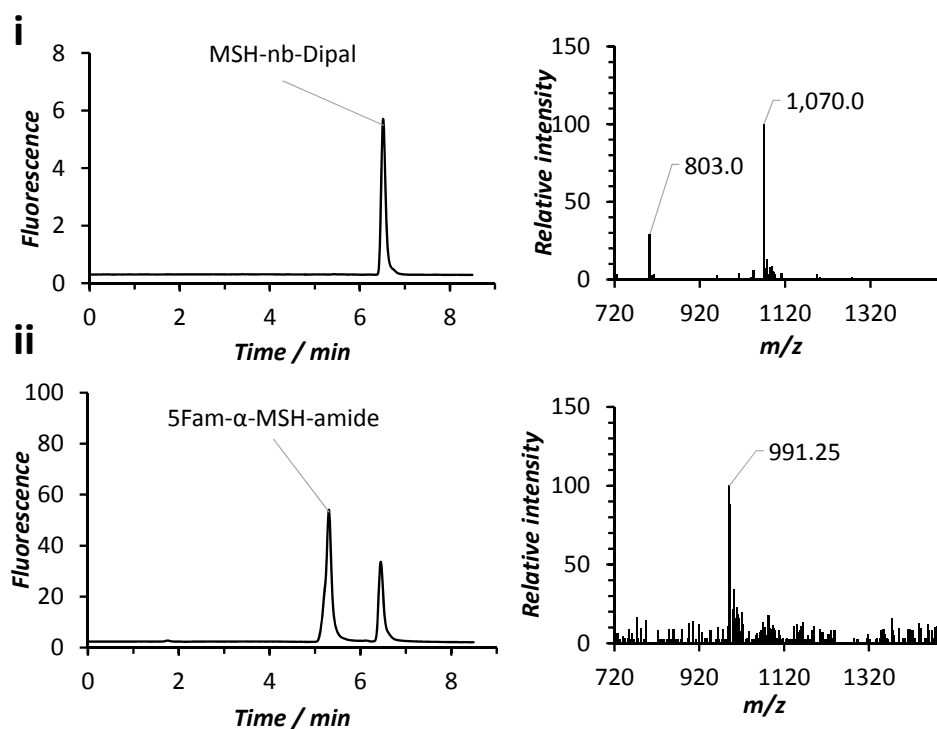 i
MSH-nb-Dipal
Fluorescence
8
6
4
2
0
0 2 4 6 8
Time / min
1,070.0
803.0
Relative intensity
150
100
50
0
720 920 1120 1320
m/z
ii
5Fam-α-MSH-amide
Fluorescence
100
80
60
40
20
0
0 2 4 6 8
Time / min
991.25
Relative intensity
150
100
50
0
720 920 1120 1320
m/z